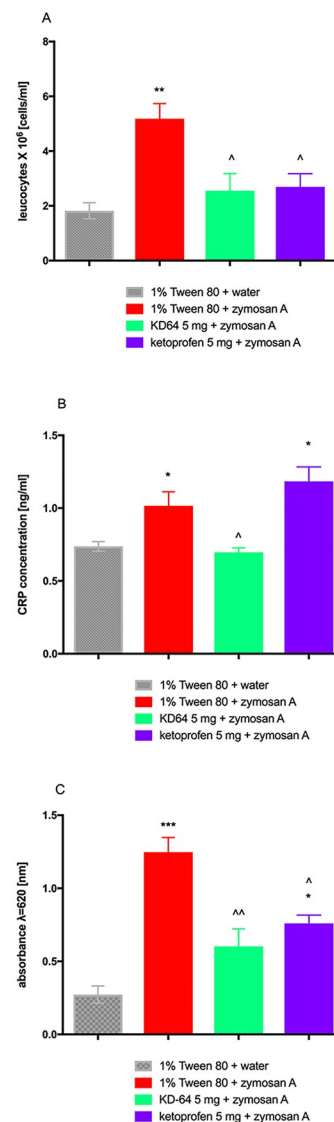 A
leucocytes X 10⁶ [cells/ml]
8
6
4
2
0
**
^
^
1% Tween 80 + water
1% Tween 80 + zymosan A
KD64 5 mg + zymosan A
ketoprofen 5 mg + zymosan A
B
CRP concentration [ng/ml]
1.5
1.0
0.5
0.0
*
^
*
1% Tween 80 + water
1% Tween 80 + zymosan A
KD64 5 mg + zymosan A
ketoprofen 5 mg + zymosan A
C
absorbance λ=620 [nm]
1.5
1.0
0.5
0.0
***
^^
^
*
1% Tween 80 + water
1% Tween 80 + zymosan A
KD-64 5 mg + zymosan A
ketoprofen 5 mg + zymosan A